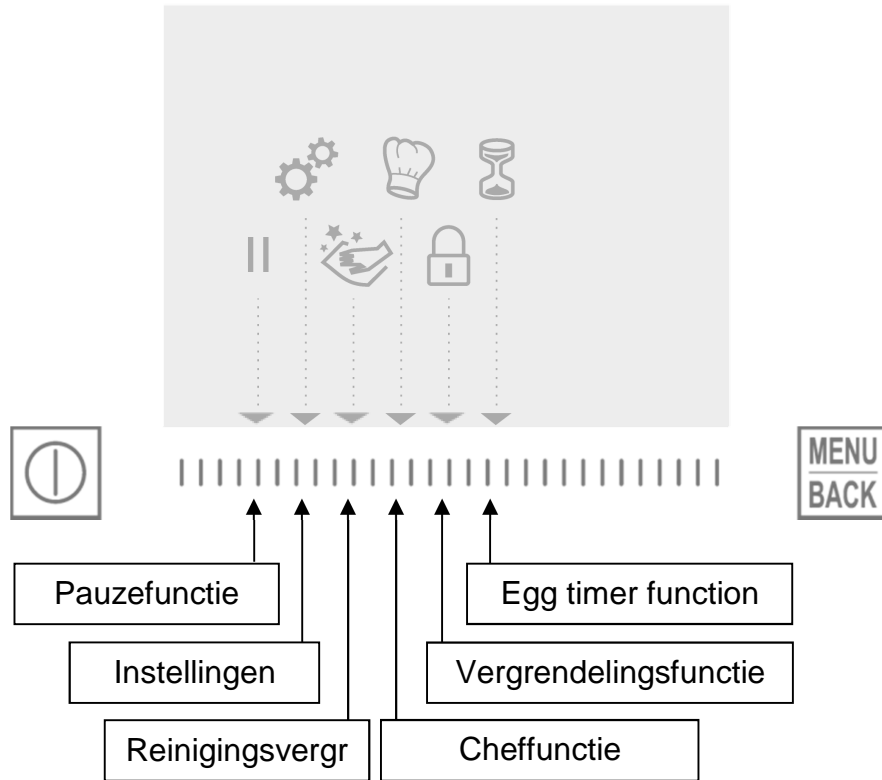 MENU
BACK
Pauzefunctie
Egg timer function
Instellingen
Vergrendelingsfunctie
Reinigingsvergr
Cheffunctie